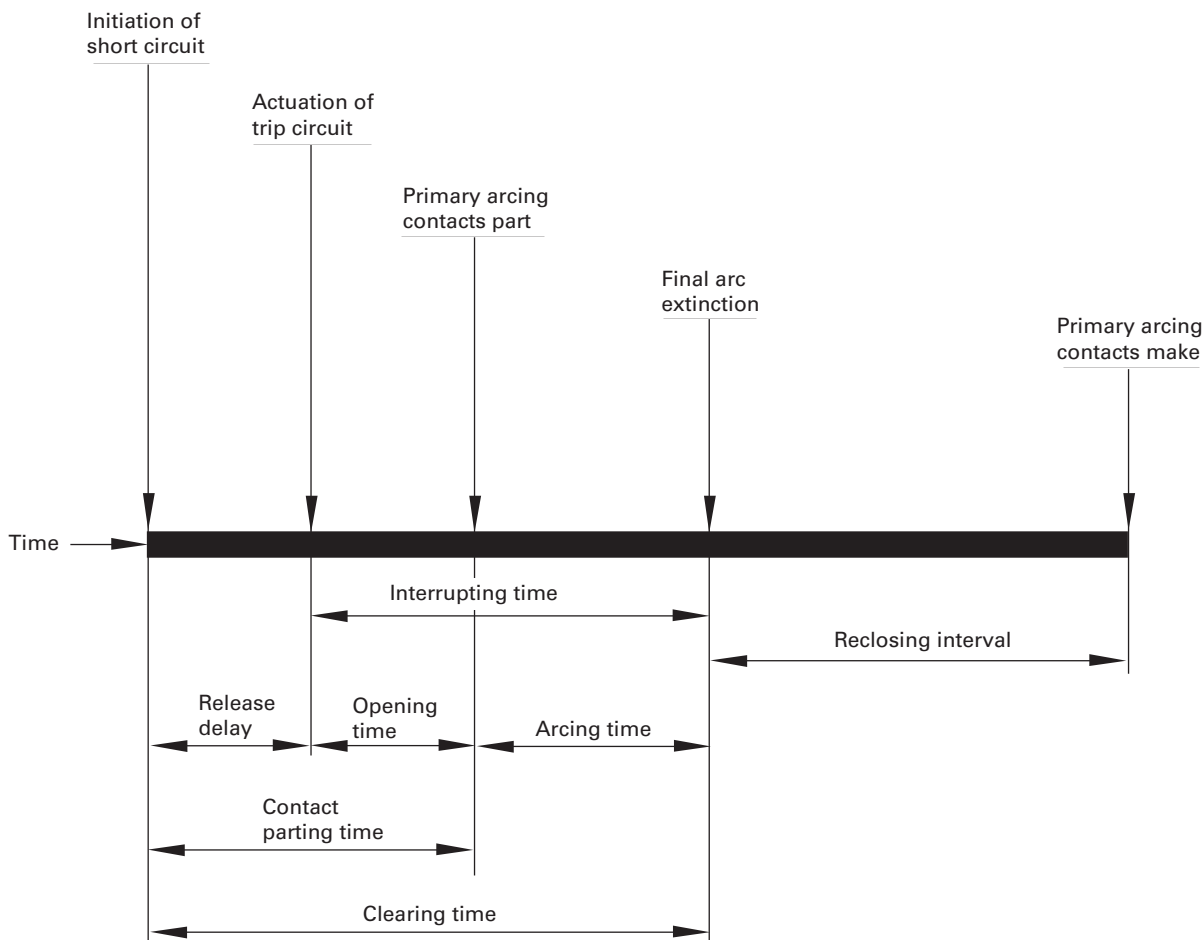 Initiation of
short circuit
Actuation of
trip circuit
Primary arcing
contacts part
Final arc
extinction
Primary arcing
contacts make
Time
Interrupting time
Reclosing interval
Release
delay
Opening
time
Arcing time
Contact
parting time
Clearing time